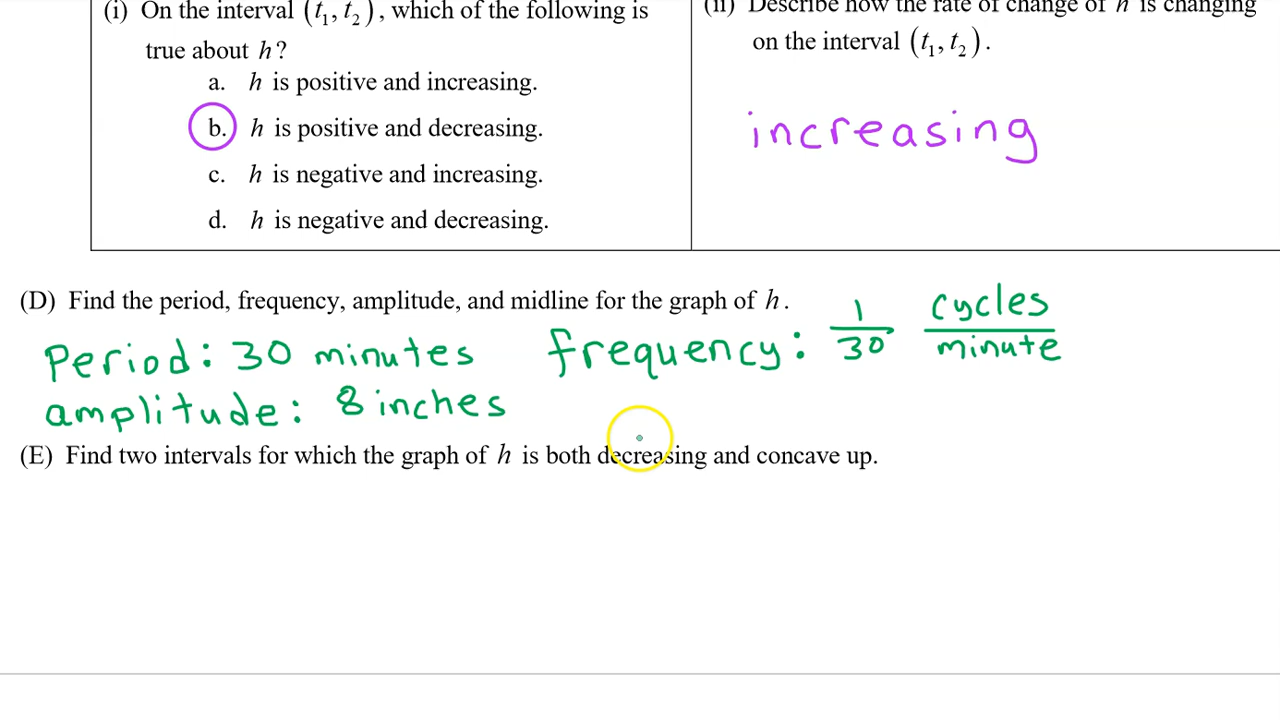 (i) On the interval (t₁, t₂), which of the following is
true about h?
a. h is positive and increasing.
b. h is positive and decreasing.
c. h is negative and increasing.
d. h is negative and decreasing.
(ii) Describe how the rate of change of h is changing
on the interval (t₁, t₂).
increasing
(D) Find the period, frequency, amplitude, and midline for the graph of h.
Period: 30 minutes frequency: 1/30 cycles/minute
amplitude: 8 inches
(E) Find two intervals for which the graph of h is both decreasing and concave up.